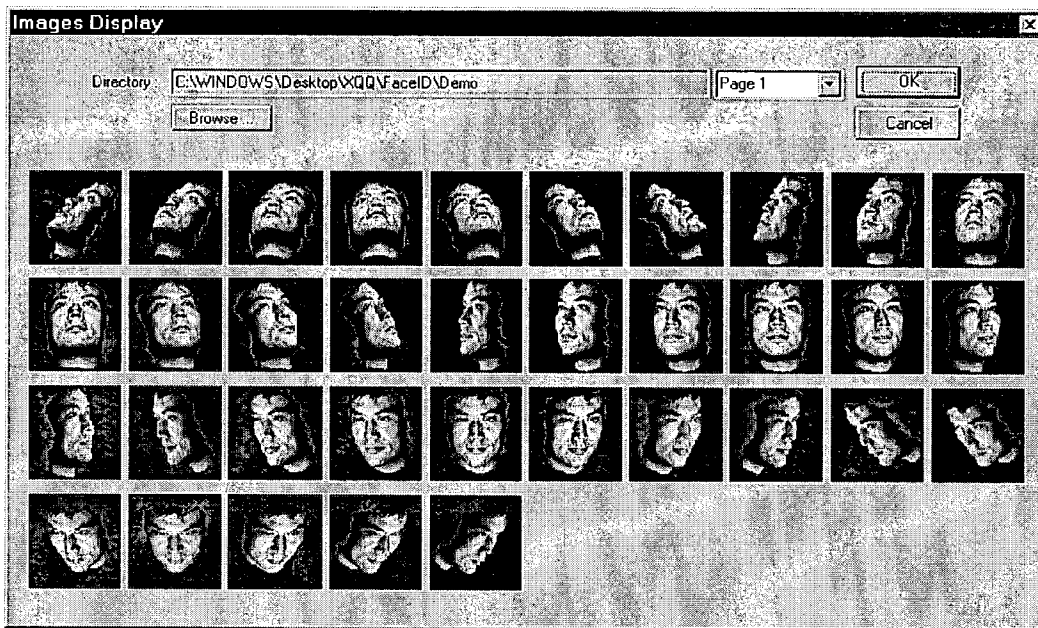 Images Display
Directory: C:\WINDOWS\Desktop\XQQ\FaceID\Demo Page 1 OK
Browse ... Cancel